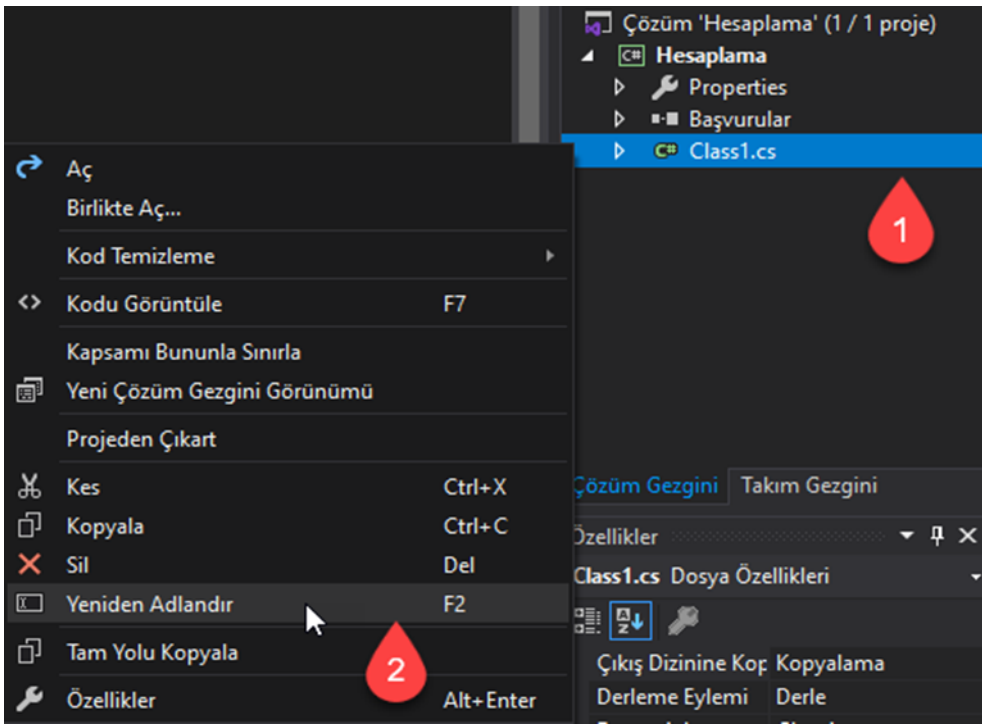 Çözüm 'Hesaplama' (1 / 1 proje)
C# Hesaplama
Properties
Başvurular
C# Class1.cs
1
Aç
Birlikte Aç...
Kod Temizleme
Kodu Görüntüle F7
Kapsamı Bununla Sınırla
Yeni Çözüm Gezgini Görünümü
Projeden Çıkart
Kes Ctrl+X
Kopyala Ctrl+C
Sil Del
Yeniden Adlandır F2
2
Tam Yolu Kopyala
Özellikler Alt+Enter
Çözüm Gezgini Takım Gezgini
Özellikler
Class1.cs Dosya Özellikleri
Çıkış Dizinine Kop Kopyalama
Derleme Eylemi Derle